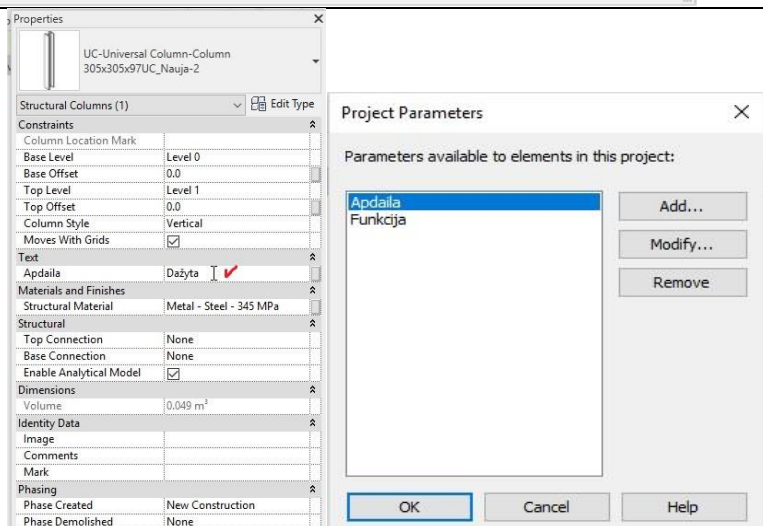 Properties
UC-Universal Column-Column
305x305x97UC_Nauja-2
Structural Columns (1) Edit Type
Constraints
Column Location Mark
Base Level Level 0
Base Offset 0.0
Top Level Level 1
Top Offset 0.0
Column Style Vertical
Moves With Grids
Text
Apdaila Dažyta
Materials and Finishes
Structural Material Metal - Steel - 345 MPa
Structural
Top Connection None
Base Connection None
Enable Analytical Model
Dimensions
Volume 0.049 m³
Identity Data
Image
Comments
Mark
Phasing
Phase Created New Construction
Phase Demolished None
Project Parameters
Parameters available to elements in this project:
Apdaila
Funkcija
Add...
Modify...
Remove
OK Cancel Help